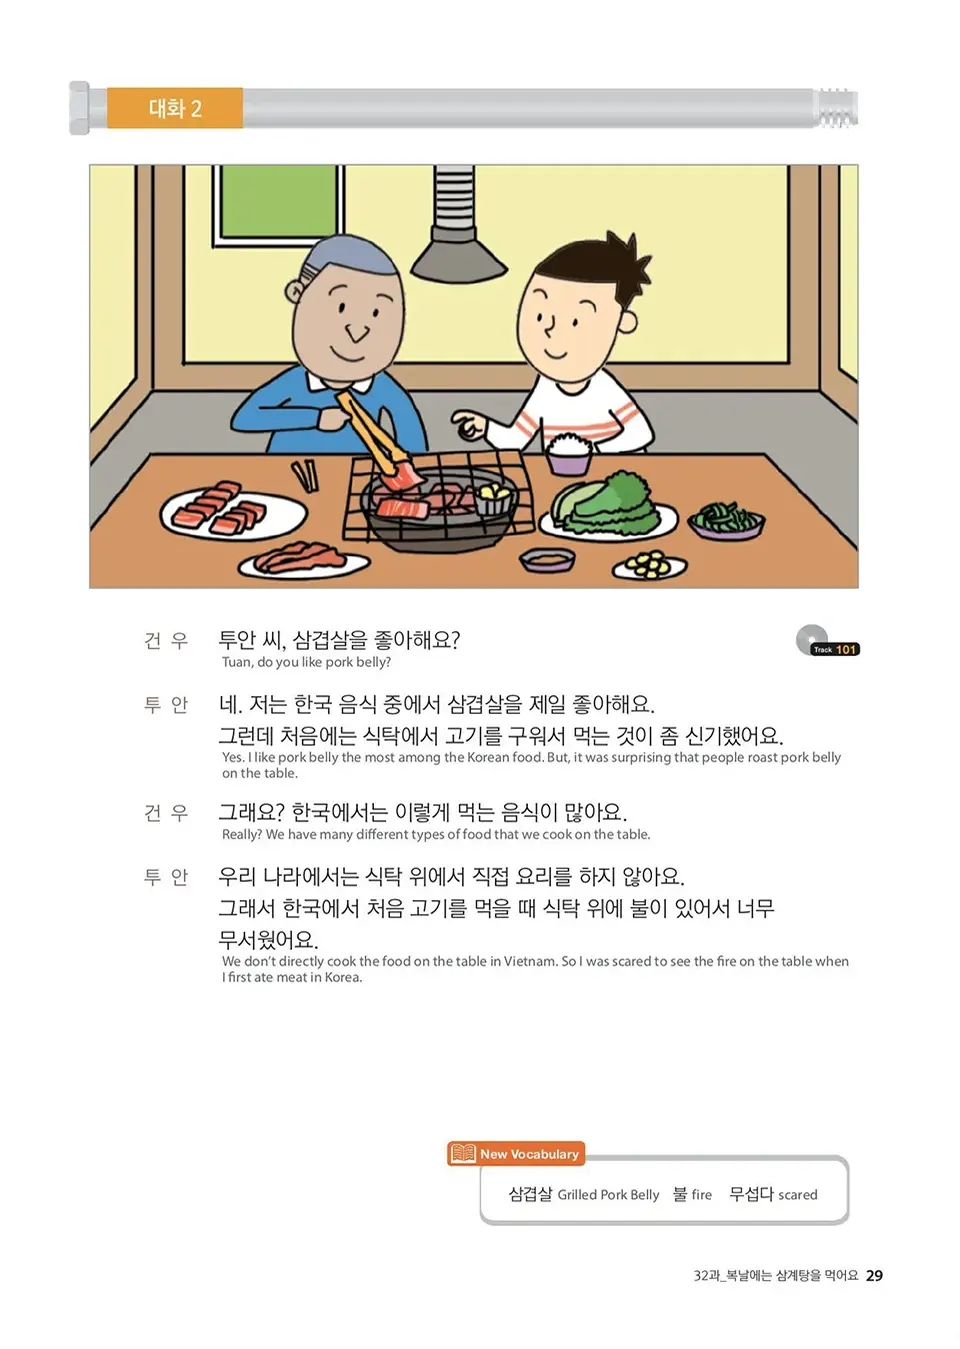 대화 2
건 우 투안 씨, 삼겹살을 좋아해요?
Tuan, do you like pork belly?
Track 101
투 안 네. 저는 한국 음식 중에서 삼겹살을 제일 좋아해요.
그런데 처음에는 식탁에서 고기를 구워서 먹는 것이 좀 신기했어요.
Yes. I like pork belly the most among the Korean food. But, it was surprising that people roast pork belly
on the table.
건 우 그래요? 한국에서는 이렇게 먹는 음식이 많아요.
Really? We have many different types of food that we cook on the table.
투 안 우리 나라에서는 식탁 위에서 직접 요리를 하지 않아요.
그래서 한국에서 처음 고기를 먹을 때 식탁 위에 불이 있어서 너무
무서웠어요.
We don't directly cook the food on the table in Vietnam. So I was scared to see the fire on the table when
I first ate meat in Korea.
New Vocabulary
삼겹살 Grilled Pork Belly 불 fire 무섭다 scared
32과_복날에는 삼계탕을 먹어요 29